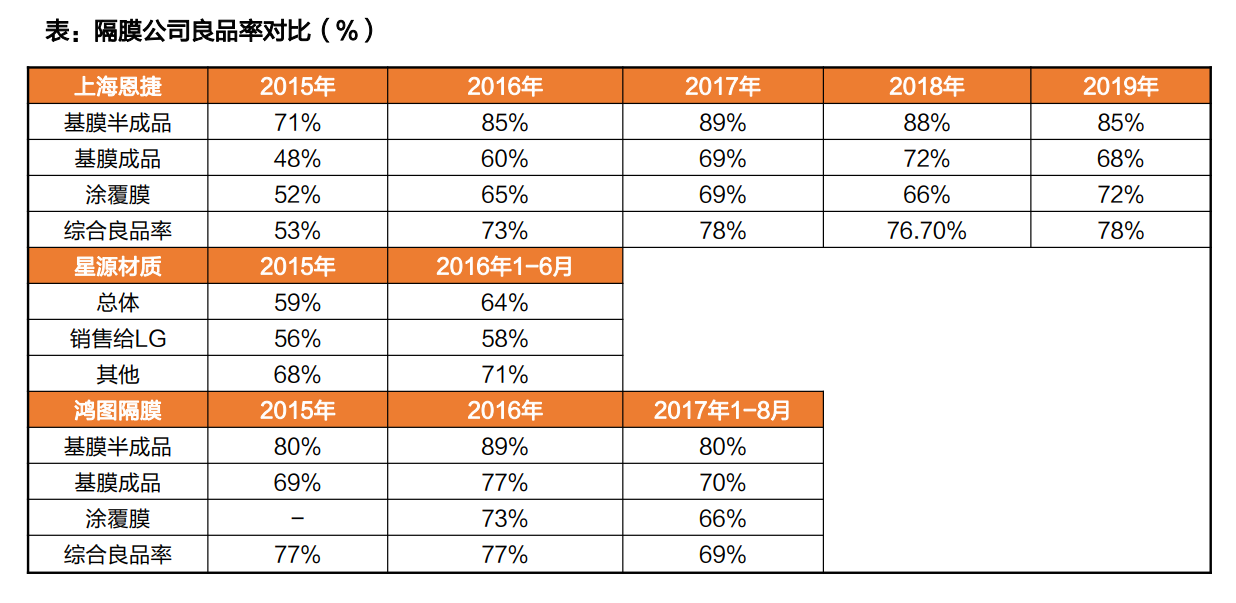 表：隔膜公司良品率对比（%）
上海恩捷 2015年 2016年 2017年 2018年 2019年
基膜半成品 71% 85% 89% 88% 85%
基膜成品 48% 60% 69% 72% 68%
涂覆膜 52% 65% 69% 66% 72%
综合良品率 53% 73% 78% 76.70% 78%
星源材质 2015年 2016年1-6月
总体 59% 64%
销售给LG 56% 58%
其他 68% 71%
鸿图隔膜 2015年 2016年 2017年1-8月
基膜半成品 80% 89% 80%
基膜成品 69% 77% 70%
涂覆膜 - 73% 66%
综合良品率 77% 77% 69%